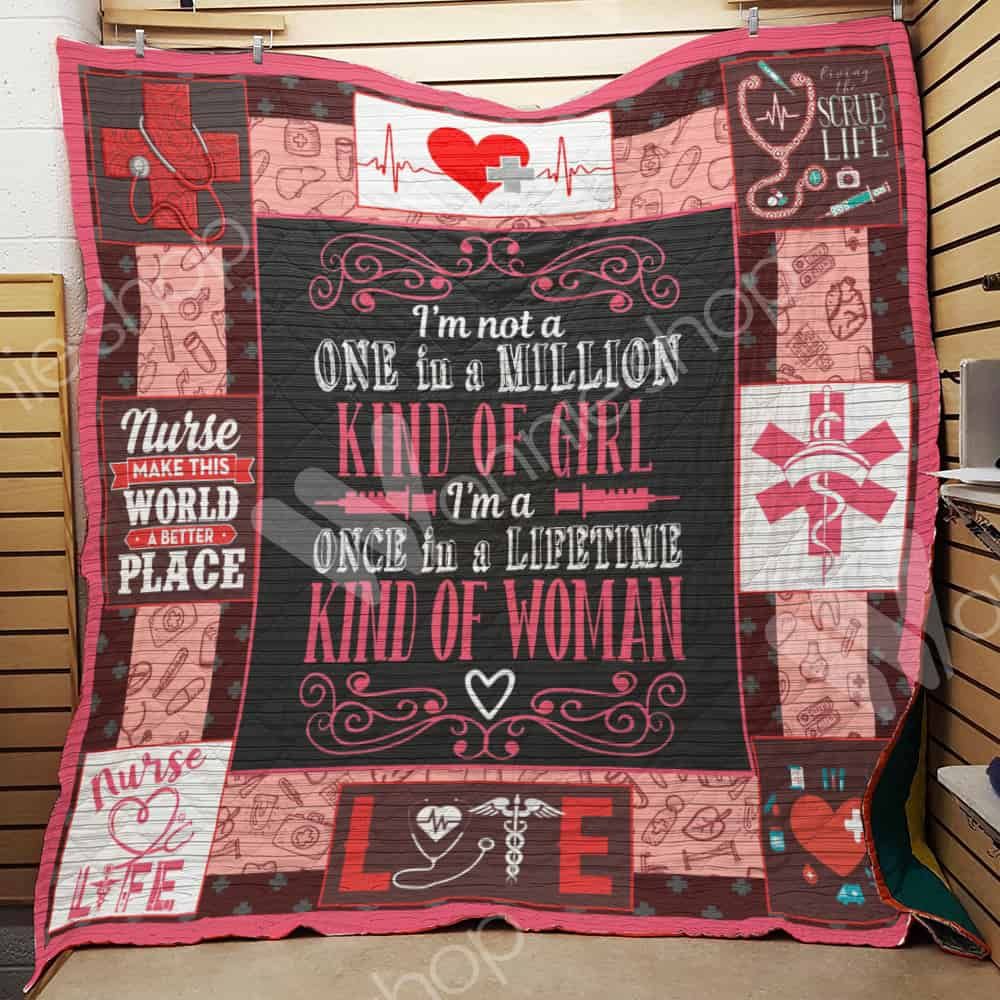 living
the
SCRUB
LIFE
I'm not a
ONE in a MILLION
KIND OF GIRL
I'm a
ONCE in a LIFETIME
KIND OF WOMAN
Nurse
MAKE THIS
WORLD
A BETTER
PLACE
Nurse
LIFE
L E